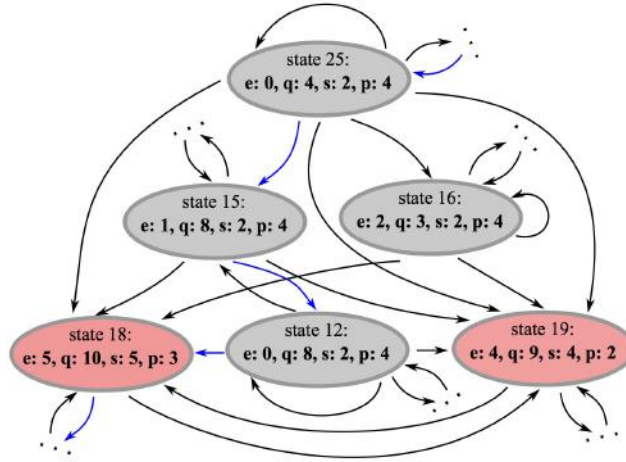 state 25:
e: 0, q: 4, s: 2, p: 4
state 15:
e: 1, q: 8, s: 2, p: 4
state 16:
e: 2, q: 3, s: 2, p: 4
state 18:
e: 5, q: 10, s: 5, p: 3
state 12:
e: 0, q: 8, s: 2, p: 4
state 19:
e: 4, q: 9, s: 4, p: 2